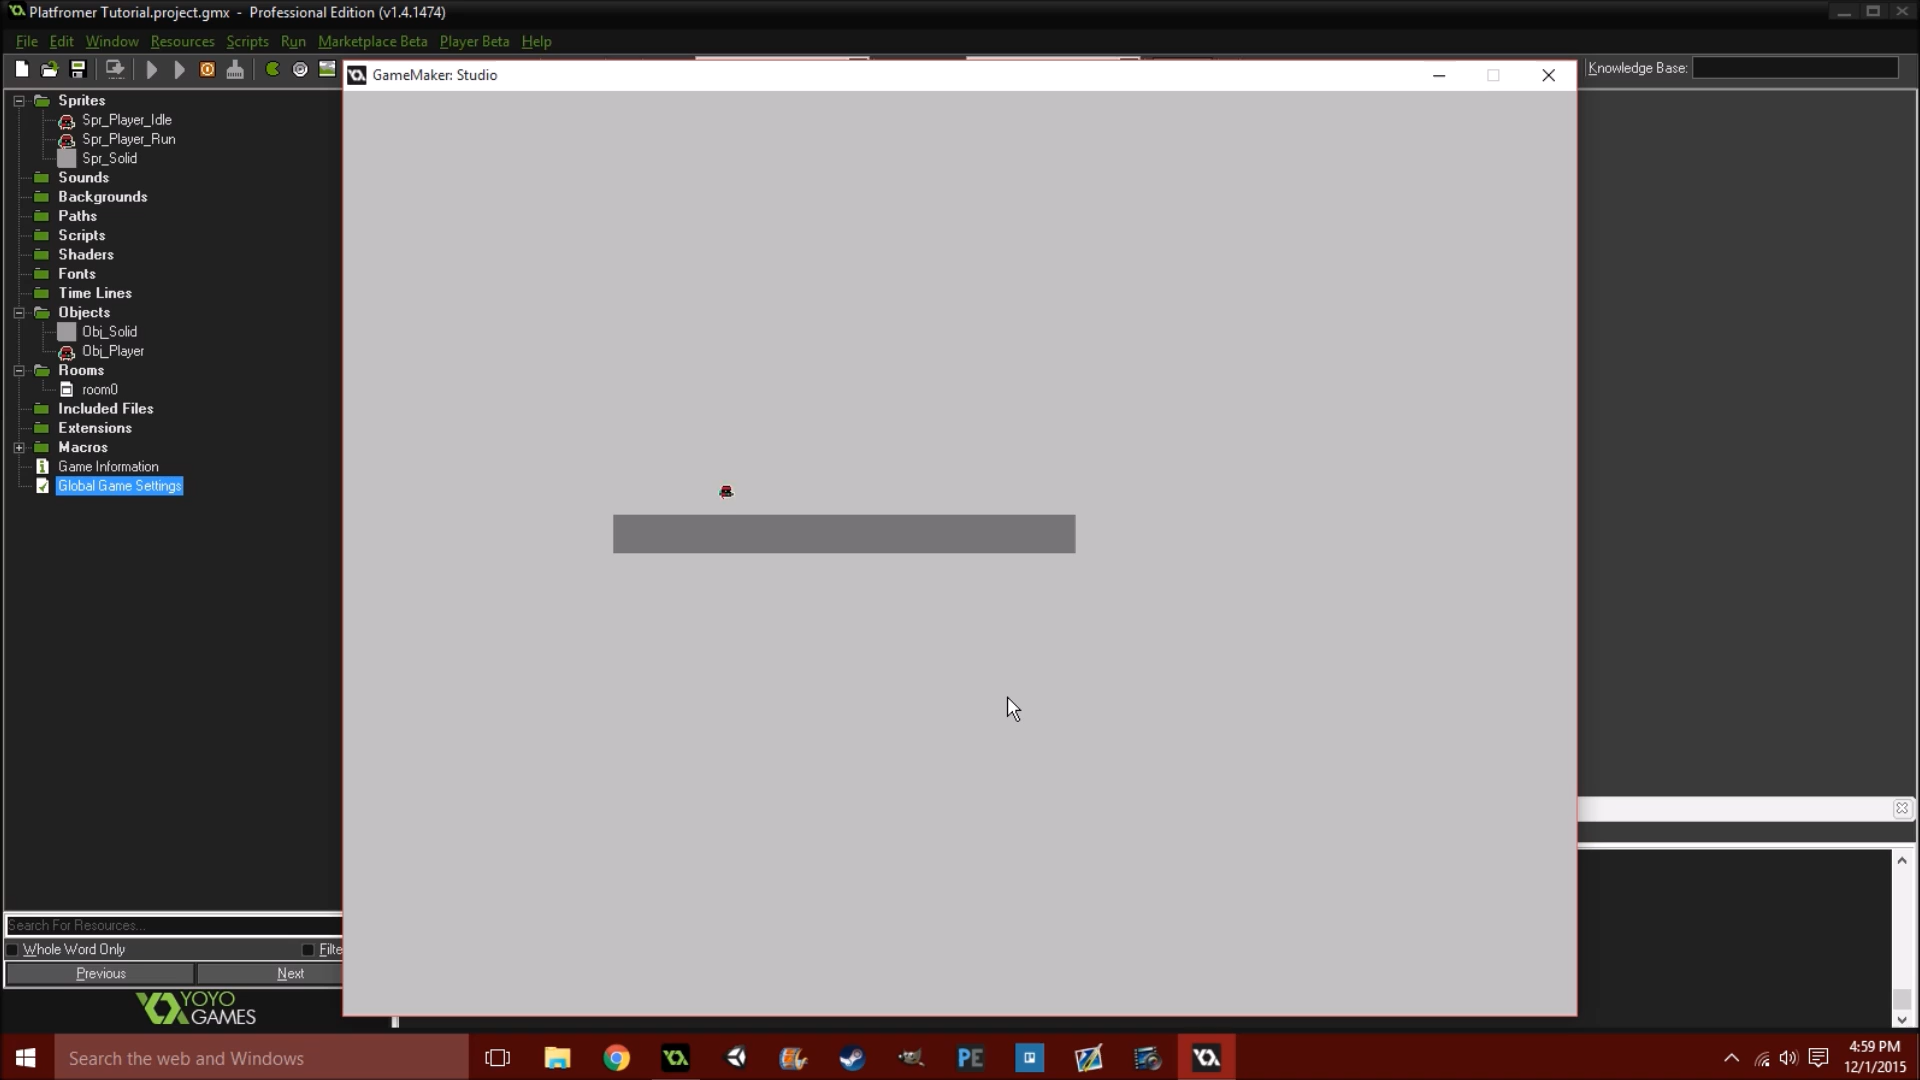 Platfromer Tutorial.project.gmx - Professional Edition (v1.4.1474)
File Edit Window Resources Scripts Run Marketplace Beta Player Beta Help
Knowledge Base:
GameMaker: Studio
Sprites
Spr_Player_Idle
Spr_Player_Run
Spr_Solid
Sounds
Backgrounds
Paths
Scripts
Shaders
Fonts
Time Lines
Objects
Obj_Solid
Obj_Player
Rooms
room0
Included Files
Extensions
Macros
Game Information
Global Game Settings
Search For Resources...
Whole Word Only Filte
Previous Next
YOYO
GAMES
Search the web and Windows
PE
4:59 PM
12/1/2015